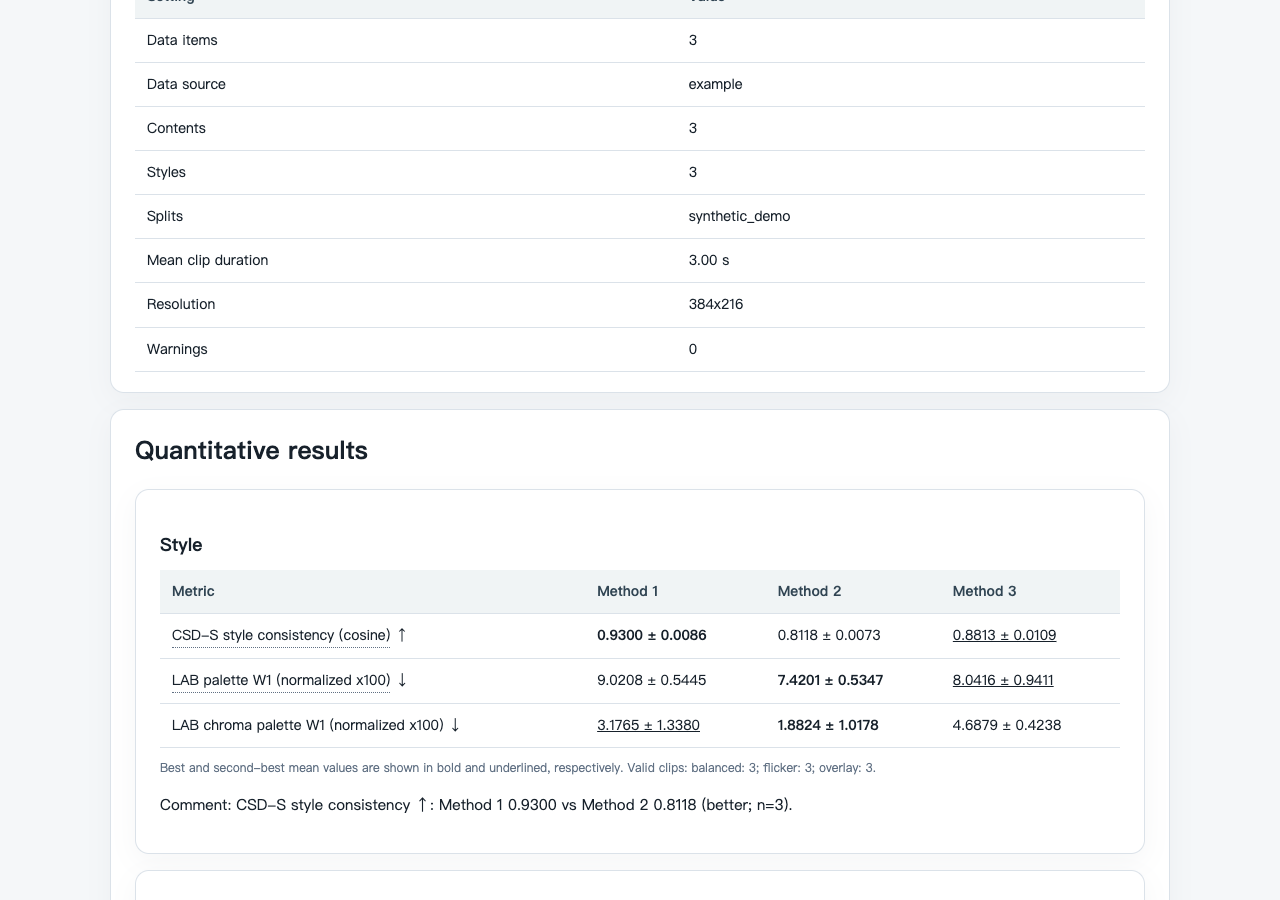 Setting Value
Data items 3
Data source example
Contents 3
Styles 3
Splits synthetic_demo
Mean clip duration 3.00 s
Resolution 384x216
Warnings 0
Quantitative results
Style
Metric Method 1 Method 2 Method 3
CSD-S style consistency (cosine) ↑ 0.9300 ± 0.0086 0.8118 ± 0.0073 0.8813 ± 0.0109
LAB palette W1 (normalized x100) ↓ 9.0208 ± 0.5445 7.4201 ± 0.5347 8.0416 ± 0.9411
LAB chroma palette W1 (normalized x100) ↓ 3.1765 ± 1.3380 1.8824 ± 1.0178 4.6879 ± 0.4238
Best and second-best mean values are shown in bold and underlined, respectively. Valid clips: balanced: 3; flicker: 3; overlay: 3.
Comment: CSD-S style consistency ↑: Method 1 0.9300 vs Method 2 0.8118 (better; n=3).